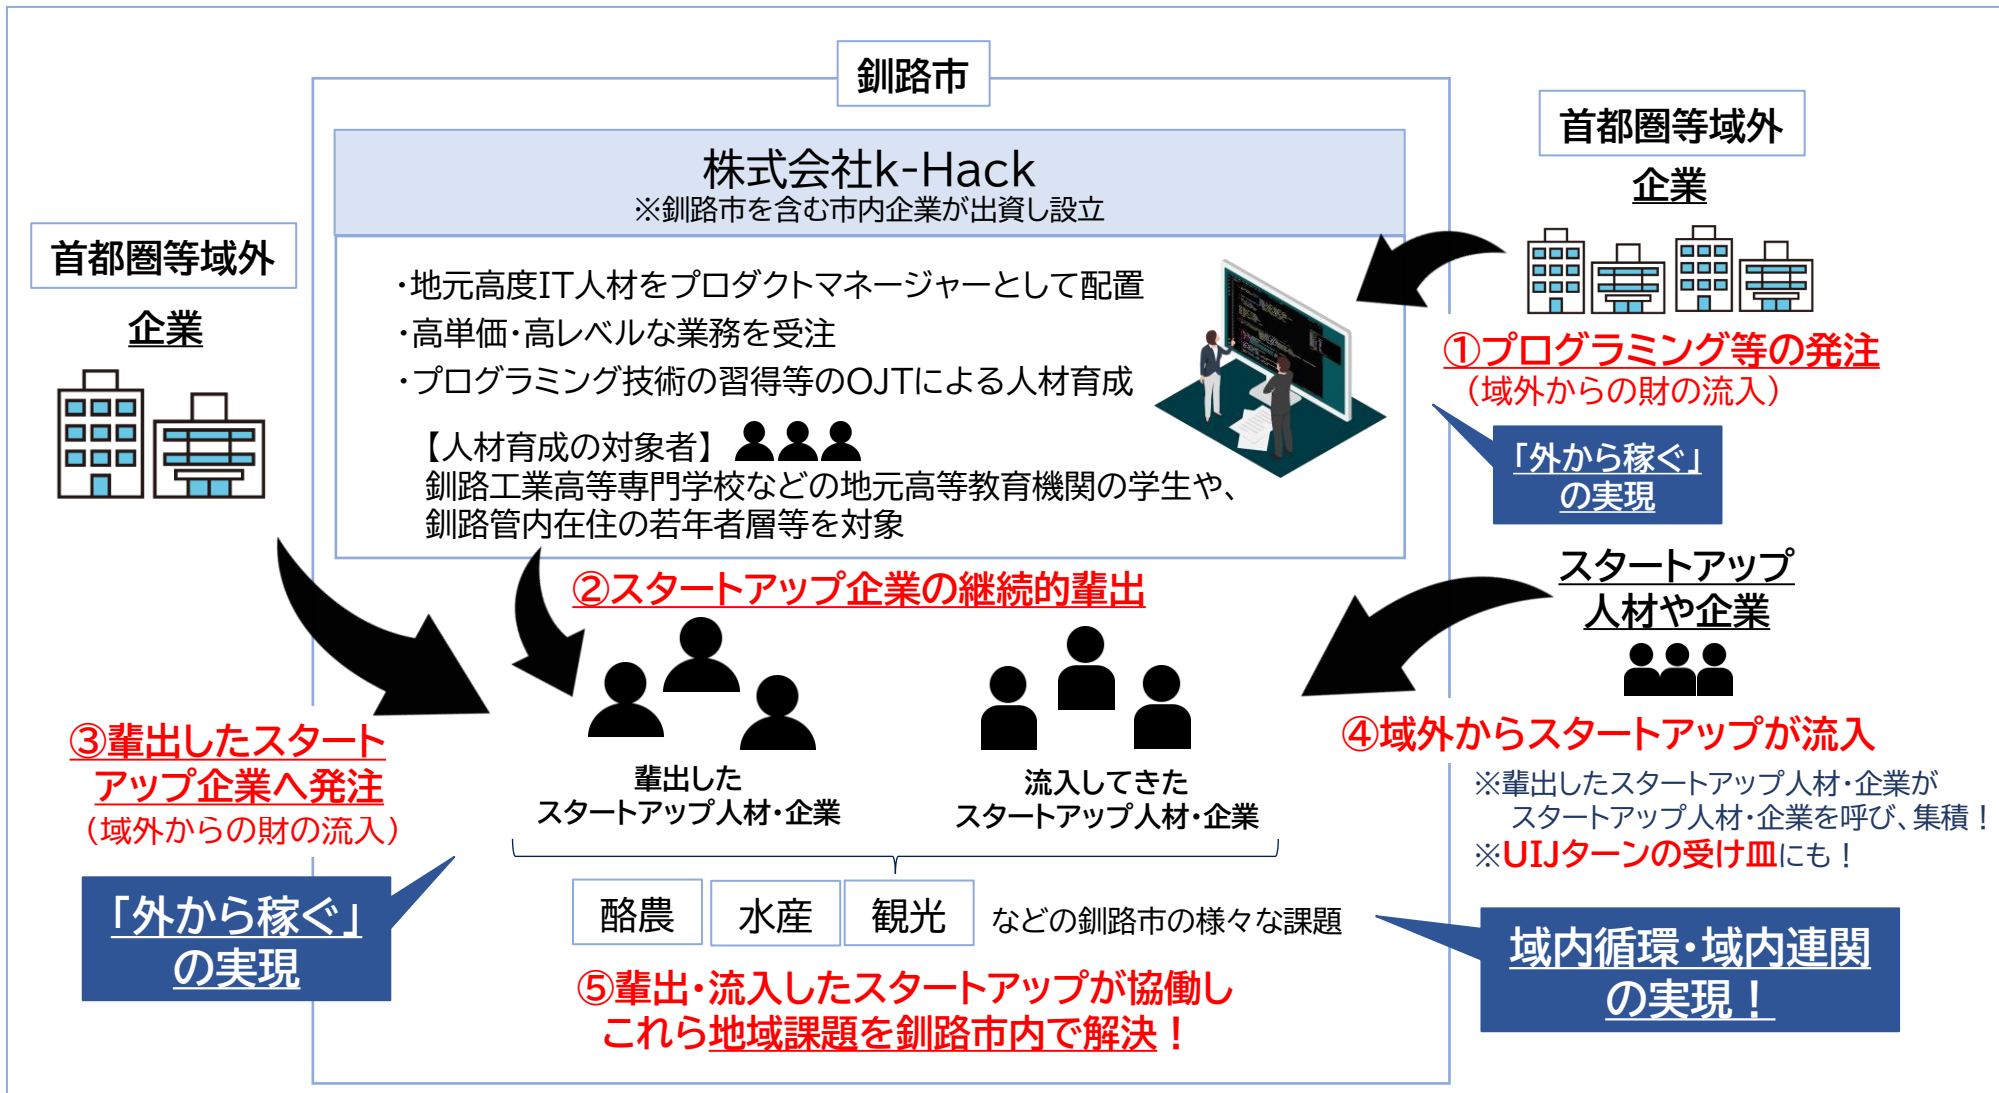 釧路市
株式会社k-Hack
※釧路市を含む市内企業が出資し設立
・地元高度IT人材をプロダクトマネージャーとして配置
・高単価・高レベルな業務を受注
・プログラミング技術の習得等のOJTによる人材育成
【人材育成の対象者】
釧路工業高等専門学校などの地元高等教育機関の学生や、
釧路管内在住の若年者層等を対象
首都圏等域外
企業
①プログラミング等の発注
（域外からの財の流入）
「外から稼ぐ」
の実現
首都圏等域外
企業
②スタートアップ企業の継続的輩出
スタートアップ
人材や企業
③輩出したスタート
アップ企業へ発注
（域外からの財の流入）
「外から稼ぐ」
の実現
輩出した
スタートアップ人材・企業
流入してきた
スタートアップ人材・企業
④域外からスタートアップが流入
※輩出したスタートアップ人材・企業が
スタートアップ人材・企業を呼び、集積！
※UIJターンの受け皿にも！
酪農
水産
観光
などの釧路市の様々な課題
⑤輩出・流入したスタートアップが協働し
これら地域課題を釧路市内で解決！
域内循環・域内連関
の実現！